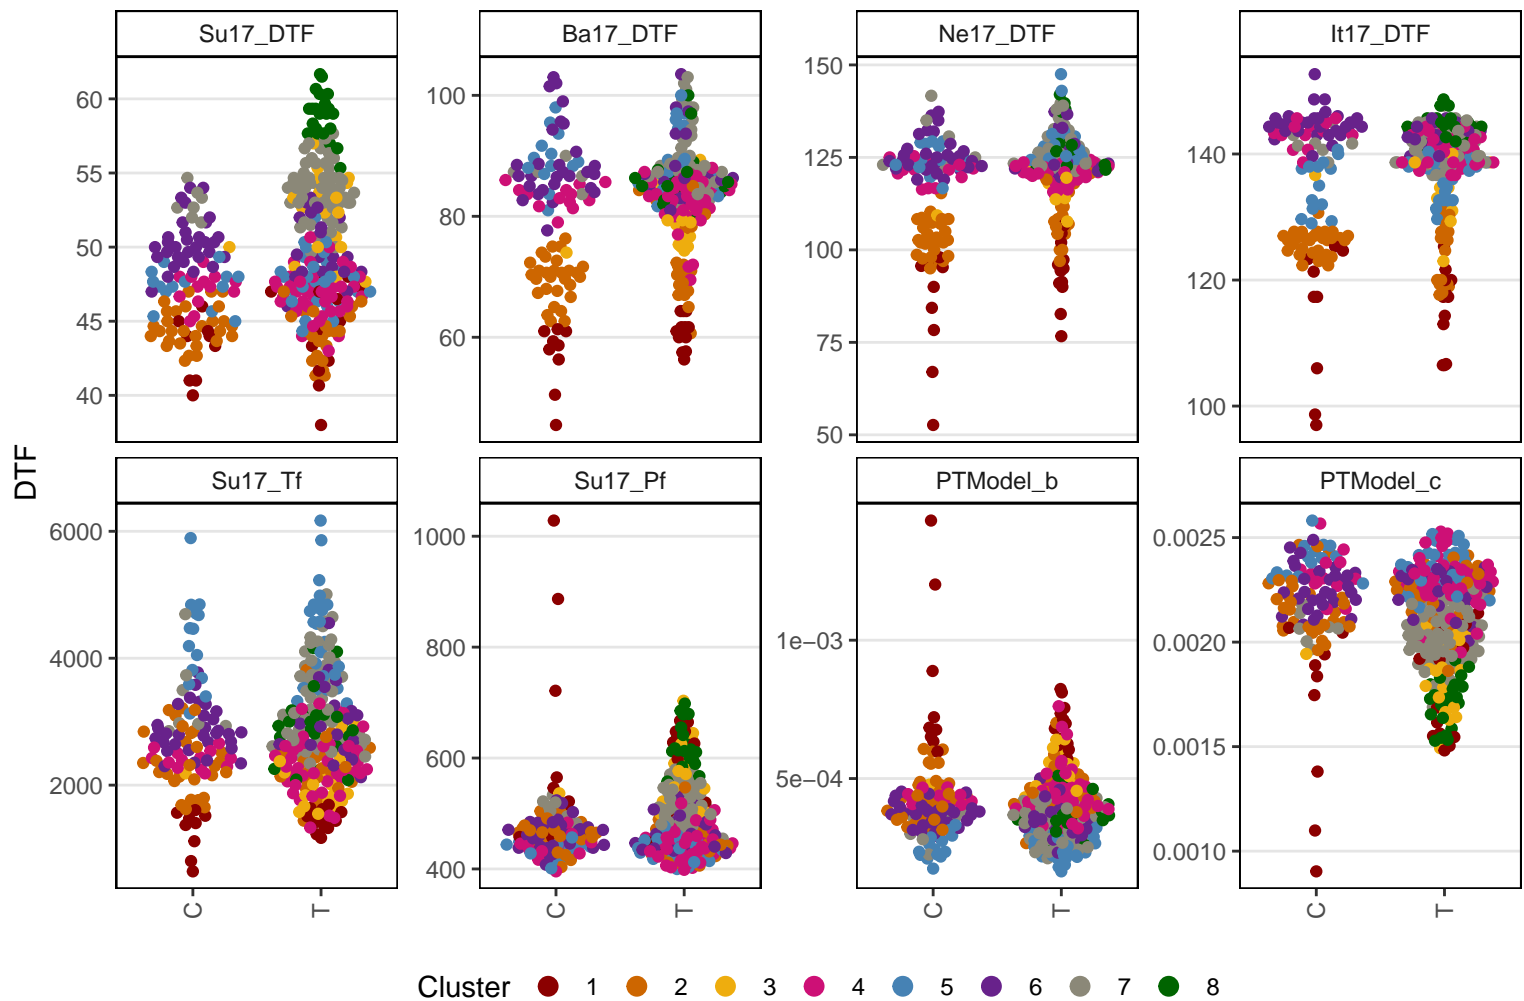 Su17_DTF Ba17_DTF Ne17_DTF It17_DTF
60 55 50 45 40
100 80 60
150 125 100 75 50
140 120 100
DTF
Su17_Tf Su17_Pf PTModel_b PTModel_c
6000 4000 2000
1000 800 600 400
1e−03 5e−04
0.0025 0.0020 0.0015 0.0010
C T C T C T C T
Cluster 1 2 3 4 5 6 7 8